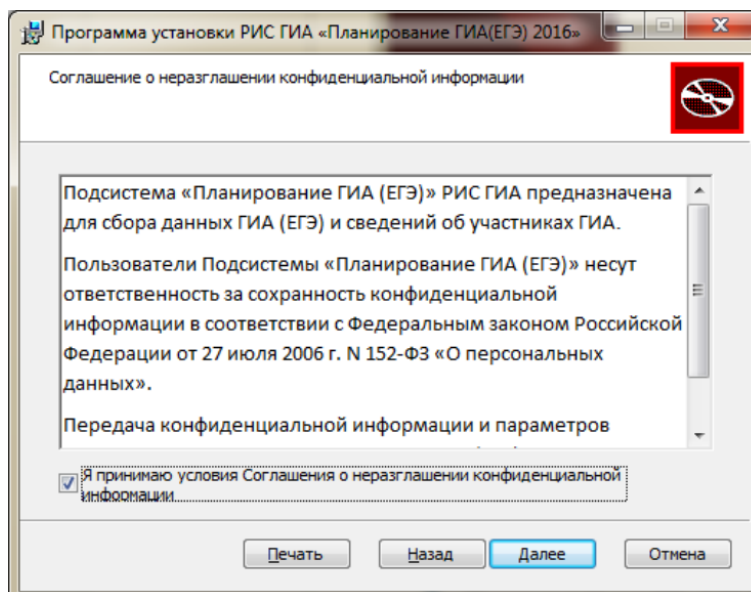 Программа установки РИС ГИА «Планирование ГИА(ЕГЭ) 2016»
Соглашение о неразглашении конфиденциальной информации
Подсистема «Планирование ГИА (ЕГЭ)» РИС ГИА предназначена
для сбора данных ГИА (ЕГЭ) и сведений об участниках ГИА.
Пользователи Подсистемы «Планирование ГИА (ЕГЭ)» несут
ответственность за сохранность конфиденциальной
информации в соответствии с Федеральным законом Российской
Федерации от 27 июля 2006 г. N 152-ФЗ «О персональных
данных».
Передача конфиденциальной информации и параметров
Я принимаю условия Соглашения о неразглашении конфиденциальной
информации
Печать Назад Далее Отмена